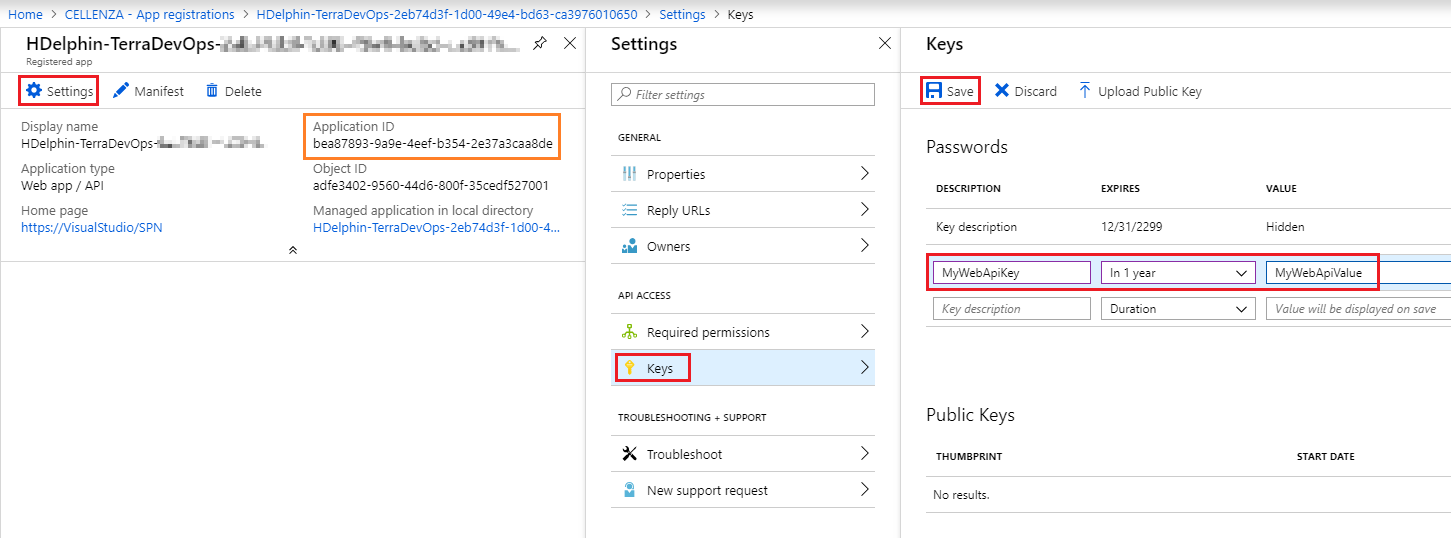 Home > CELLENZA - App registrations > HDelphin-TerraDevOps-2eb74d3f-1d00-49e4-bd63-ca3976010650 > Settings > Keys
HDelphin-TerraDevOps-
Registered app
Settings Manifest Delete
Display name
HDelphin-TerraDevOps-
Application ID
bea87893-9a9e-4eef-b354-2e37a3caa8de
Application type
Web app / API
Object ID
adfe3402-9560-44d6-800f-35cedf527001
Home page
https://VisualStudio/SPN
Managed application in local directory
HDelphin-TerraDevOps-2eb74d3f-1d00-4...
Settings
Filter settings
GENERAL
Properties
Reply URLs
Owners
API ACCESS
Required permissions
Keys
TROUBLESHOOTING + SUPPORT
Troubleshoot
New support request
Keys
Save Discard Upload Public Key
Passwords
DESCRIPTION EXPIRES VALUE
Key description 12/31/2299 Hidden
MyWebApiKey In 1 year MyWebApiValue
Key description Duration Value will be displayed on save
Public Keys
THUMBPRINT START DATE
No results.